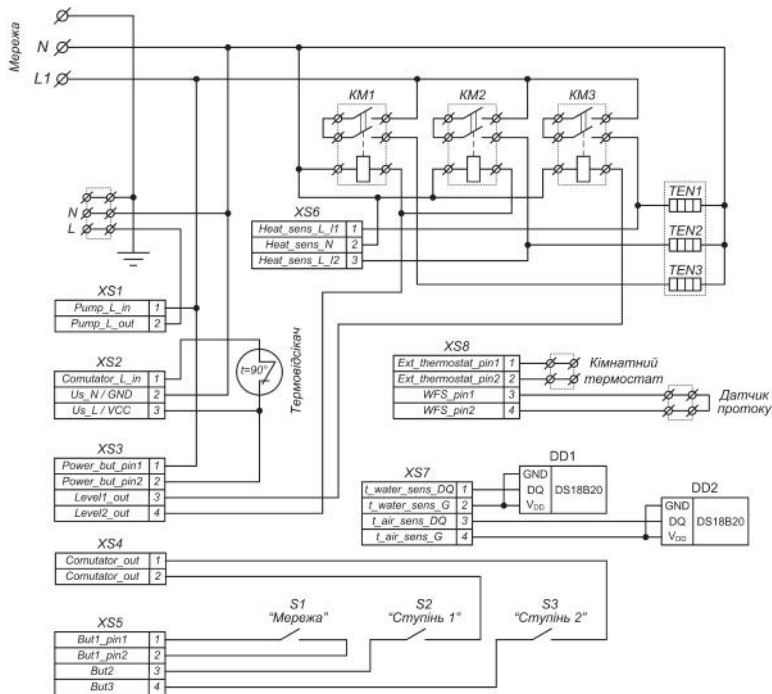 Мережа
N
L1
KM1
KM2
KM3
N
L
XS6
Heat_sens_L_l1 1
Heat_sens_N 2
Heat_sens_L_l2 3
TEN1
TEN2
TEN3
XS1
Pump_L_in 1
Pump_L_out 2
XS2
Comutator_L_in 1
Us_N / GND 2
Us_L / VCC 3
t=90°
Термовідсікач
XS8
Ext_thermostat_pin1 1
Ext_thermostat_pin2 2
WFS_pin1 3
WFS_pin2 4
Кімнатний
термостат
Датчик
протоку
XS3
Power_but_pin1 1
Power_but_pin2 2
Level1_out 3
Level2_out 4
XS7
t_water_sens_DQ 1
t_water_sens_G 2
t_air_sens_DQ 3
t_air_sens_G 4
DD1
GND
DQ DS18B20
VDD
DD2
GND
DQ DS18B20
VDD
XS4
Comutator_out 1
Comutator_out 2
XS5
But1_pin1 1
But1_pin2 2
But2 3
But3 4
S1
"Мережа"
S2
"Ступінь 1"
S3
"Ступінь 2"